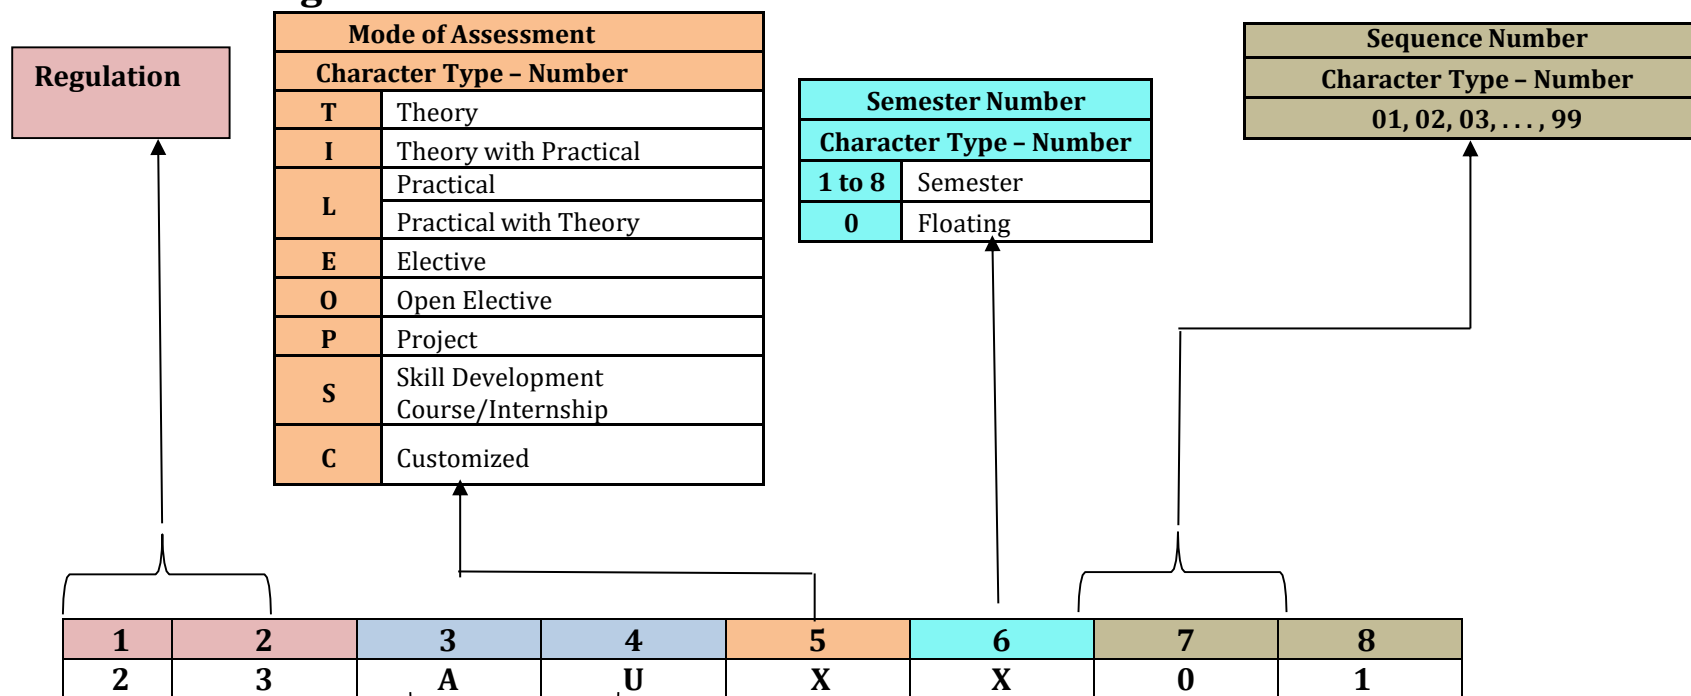 Regulation
Mode of Assessment
Character Type – Number
T Theory
I Theory with Practical
L Practical
Practical with Theory
E Elective
O Open Elective
P Project
S Skill Development
Course/Internship
C Customized
Semester Number
Character Type – Number
1 to 8 Semester
0 Floating
Sequence Number
Character Type – Number
01, 02, 03, . . . , 99
1 2 3 4 5 6 7 8
2 3 A U X X 0 1